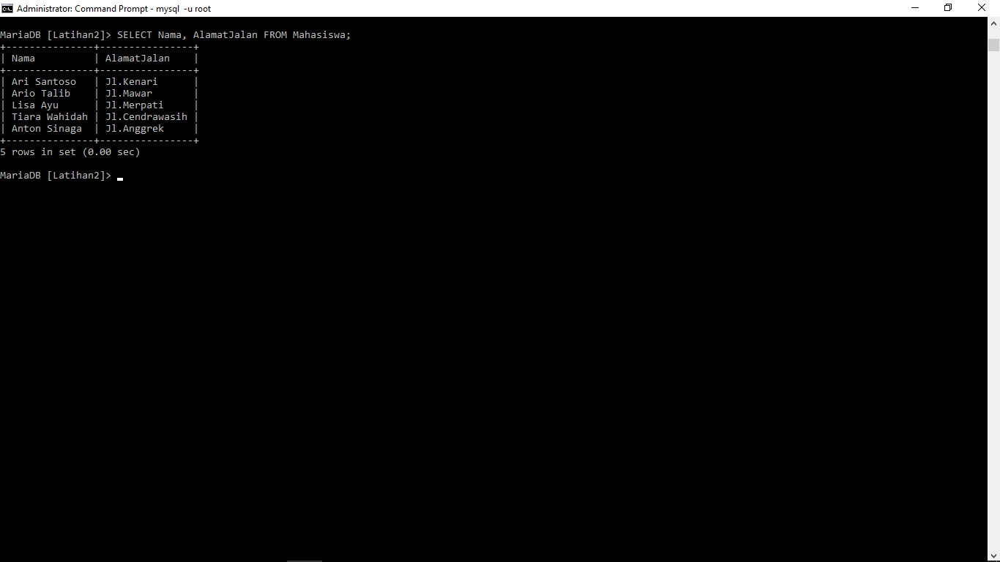 Administrator: Command Prompt - mysql  -u root
MariaDB [Latihan2]> SELECT Nama, AlamatJalan FROM Mahasiswa;
+---------------+----------------+
| Nama          | AlamatJalan    |
+---------------+----------------+
| Ari Santoso   | Jl.Kenari      |
| Ario Talib    | Jl.Mawar       |
| Lisa Ayu      | Jl.Merpati     |
| Tiara Wahidah | Jl.Cendrawasih |
| Anton Sinaga  | Jl.Anggrek     |
+---------------+----------------+
5 rows in set (0.00 sec)
MariaDB [Latihan2]>